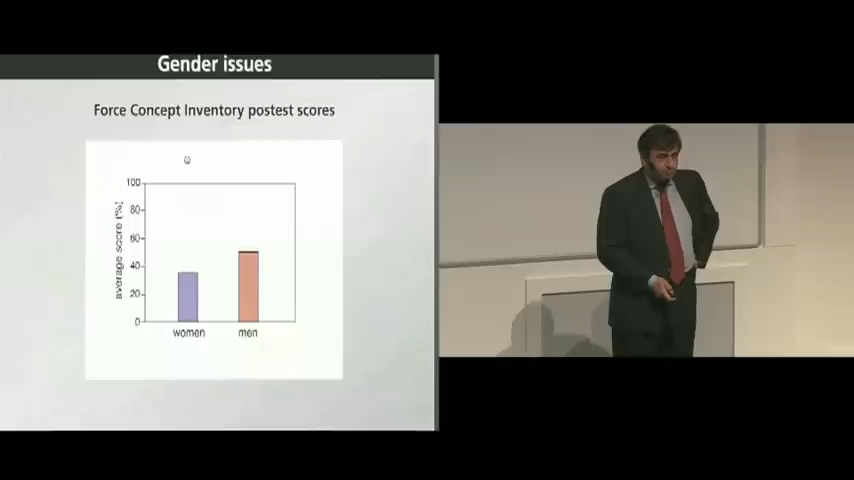 Gender issues
Force Concept Inventory postest scores
100
80
60
40
20
0
average score (%)
women
men